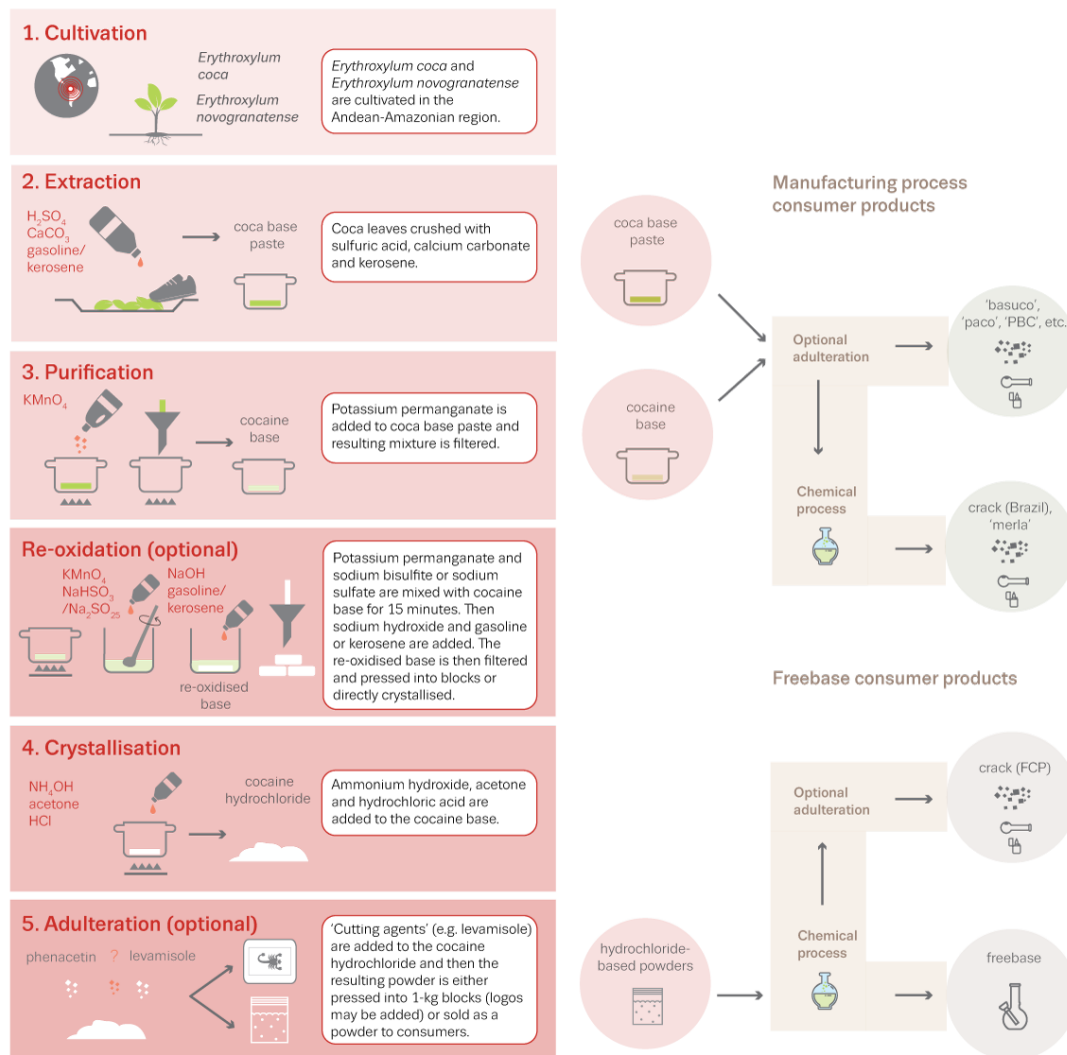 1. Cultivation
Erythroxylum
coca
Erythroxylum
novogranatense
Erythroxylum coca and
Erythroxylum novogranatense
are cultivated in the
Andean-Amazonian region.
2. Extraction
H₂SO₄
CaCO₃
gasoline/
kerosene
coca base
paste
Coca leaves crushed with
sulfuric acid, calcium carbonate
and kerosene.
3. Purification
KMnO₄
cocaine
base
Potassium permanganate is
added to coca base paste and
resulting mixture is filtered.
Re-oxidation (optional)
KMnO₄
NaHSO₃
/Na₂SO₂₅
NaOH
gasoline/
kerosene
re-oxidised
base
Potassium permanganate and
sodium bisulfite or sodium
sulfate are mixed with cocaine
base for 15 minutes. Then
sodium hydroxide and gasoline
or kerosene are added. The
re-oxidised base is then filtered
and pressed into blocks or
directly crystallised.
4. Crystallisation
NH₄OH
acetone
HCl
cocaine
hydrochloride
Ammonium hydroxide, acetone
and hydrochloric acid are
added to the cocaine base.
5. Adulteration (optional)
phenacetin ? levamisole
'Cutting agents' (e.g. levamisole)
are added to the cocaine
hydrochloride and then the
resulting powder is either
pressed into 1-kg blocks (logos
may be added) or sold as a
powder to consumers.
Manufacturing process
consumer products
coca base
paste
cocaine
base
Optional
adulteration
'basuco',
'paco', 'PBC', etc.
Chemical
process
crack (Brazil),
'merla'
Freebase consumer products
Optional
adulteration
crack (FCP)
hydrochloride-
based powders
Chemical
process
freebase